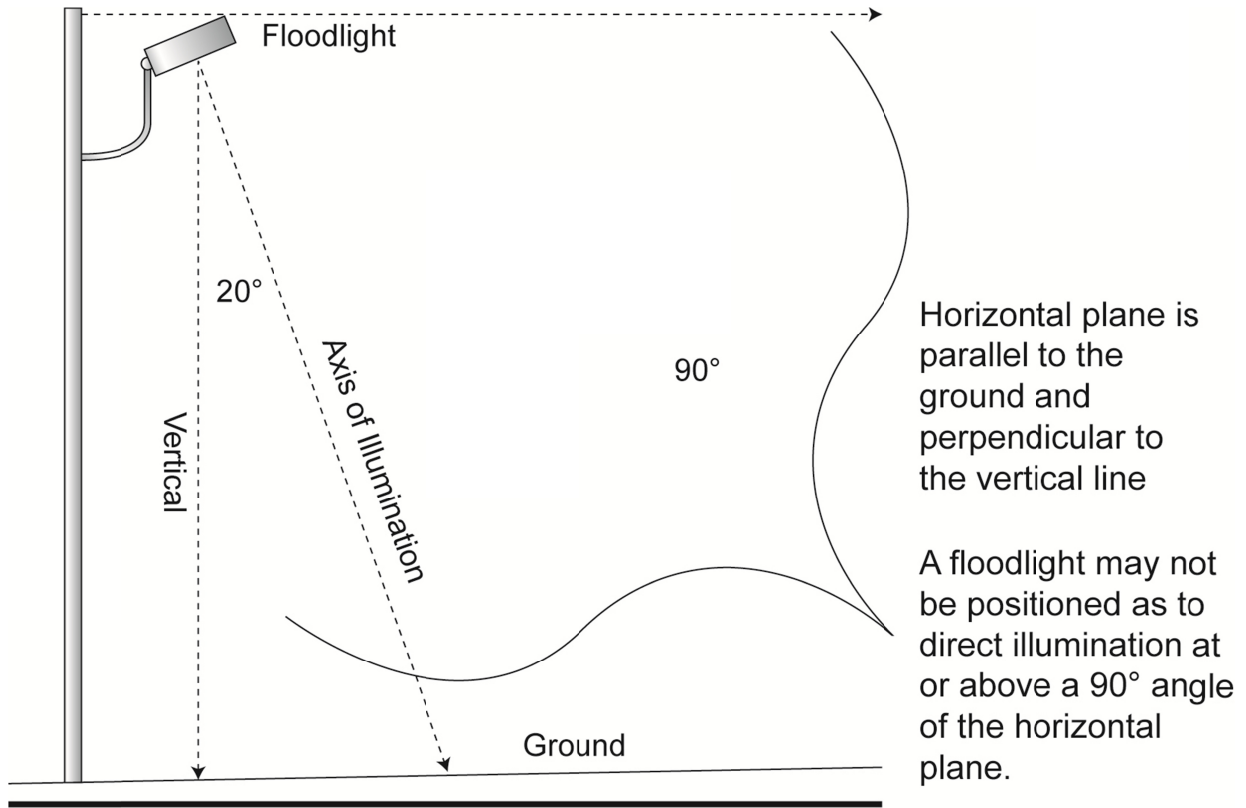 Floodlight
20°
Axis of Illumination
Vertical
90°
Ground
Horizontal plane is
parallel to the
ground and
perpendicular to
the vertical line
A floodlight may not
be positioned as to
direct illumination at
or above a 90° angle
of the horizontal
plane.